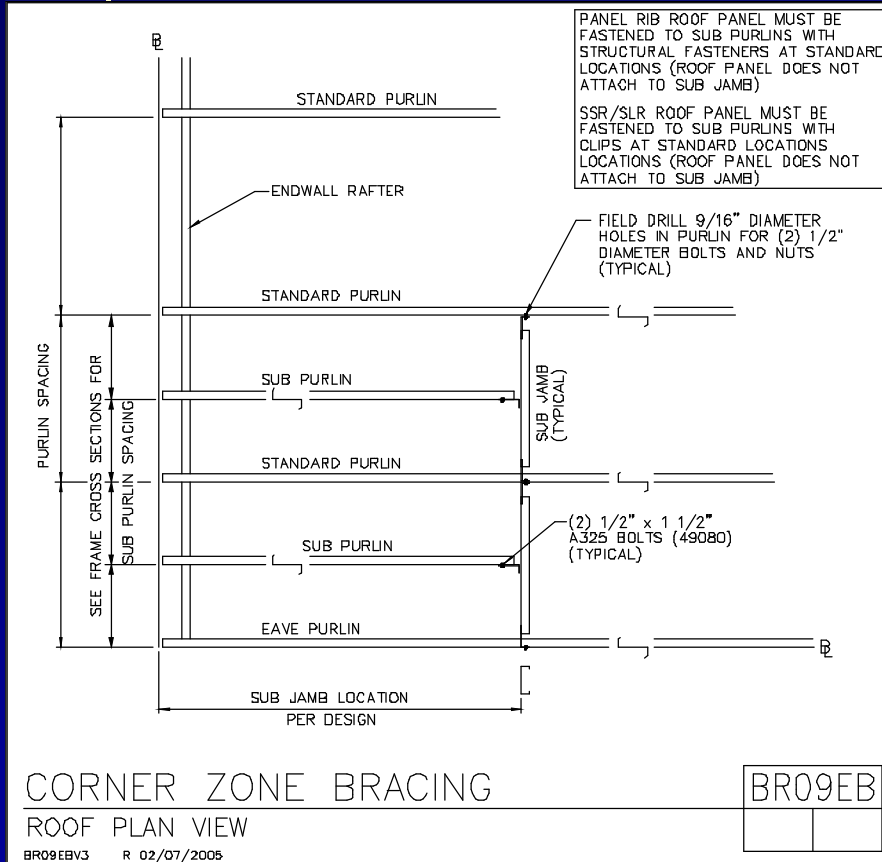 PANEL RIB ROOF PANEL MUST BE
FASTENED TO SUB PURLINS WITH
STRUCTURAL FASTENERS AT STANDARD
LOCATIONS (ROOF PANEL DOES NOT
ATTACH TO SUB JAMB)
SSR/SLR ROOF PANEL MUST BE
FASTENED TO SUB PURLINS WITH
CLIPS AT STANDARD LOCATIONS
LOCATIONS (ROOF PANEL DOES NOT
ATTACH TO SUB JAMB)
STANDARD PURLIN
ENDWALL RAFTER
FIELD DRILL 9/16" DIAMETER
HOLES IN PURLIN FOR (2) 1/2"
DIAMETER BOLTS AND NUTS
(TYPICAL)
STANDARD PURLIN
PURLIN SPACING
SEE FRAME CROSS SECTIONS FOR
SUB PURLIN SPACING
SUB PURLIN
SUB JAMB
(TYPICAL)
STANDARD PURLIN
(2) 1/2" x 1 1/2"
A325 BOLTS (49080)
(TYPICAL)
SUB PURLIN
EAVE PURLIN
SUB JAMB LOCATION
PER DESIGN
CORNER ZONE BRACING
BR09EB
ROOF PLAN VIEW
BR09EBV3 R 02/07/2005